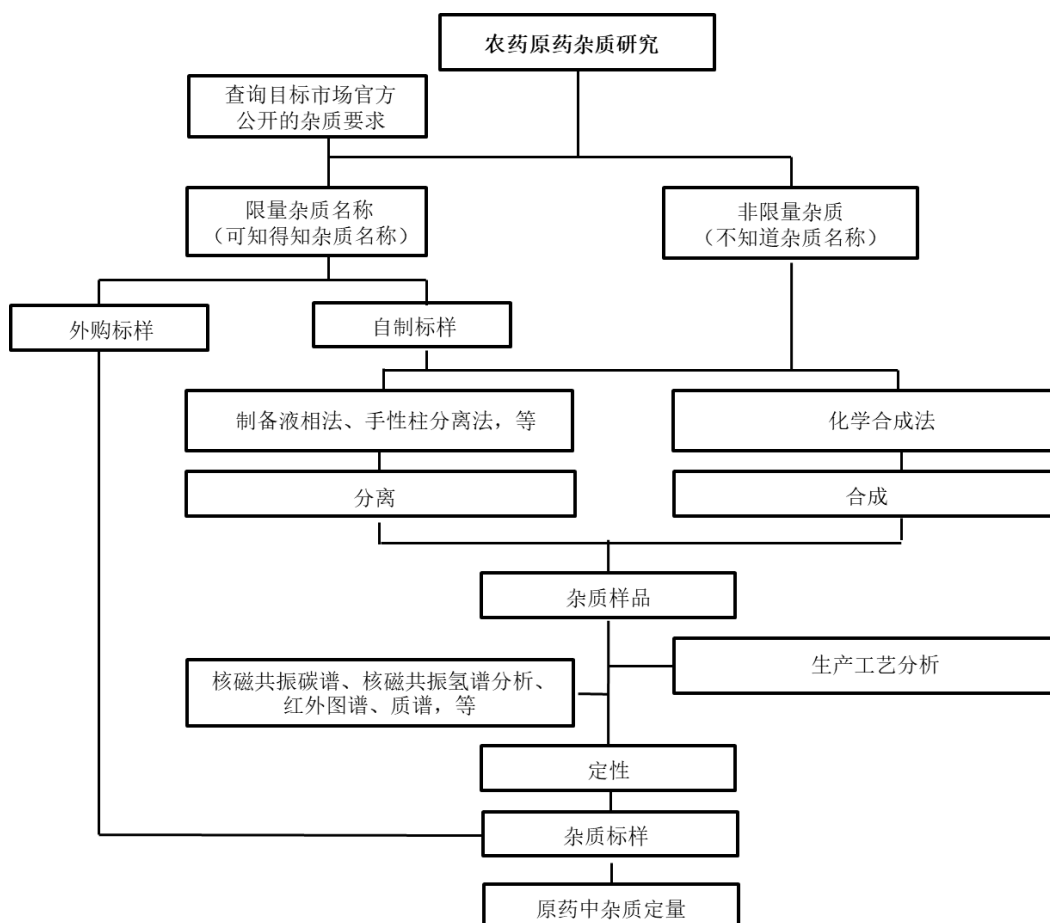 农药原药杂质研究
查询目标市场官方
公开的杂质要求
限量杂质名称
（可知得知杂质名称）
非限量杂质
（不知道杂质名称）
外购标样
自制标样
制备液相法、手性柱分离法，等
化学合成法
分离
合成
杂质样品
生产工艺分析
核磁共振碳谱、核磁共振氢谱分析、
红外图谱、质谱，等
定性
杂质标样
原药中杂质定量